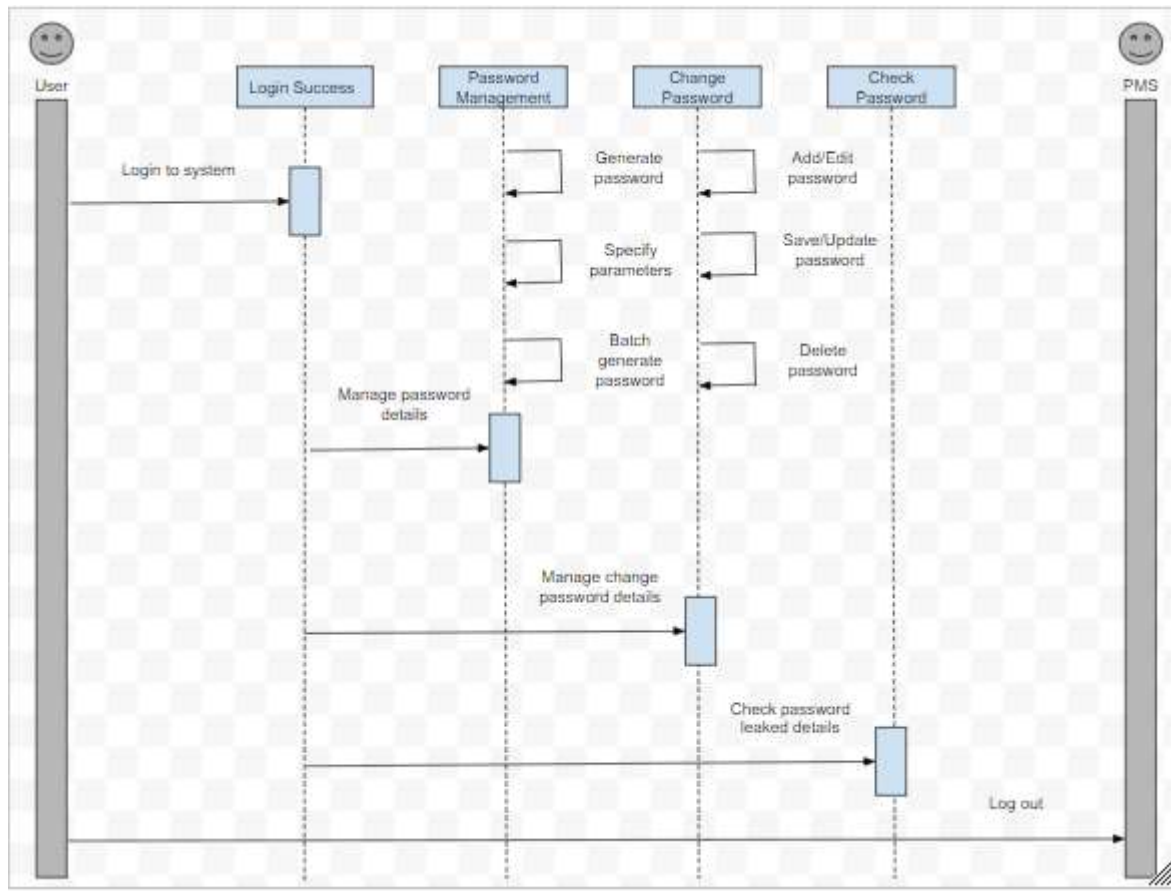 User
Login Success
Password
Management
Change
Password
Check
Password
PMS
Login to system
Generate
password
Add/Edit
password
Specify
parameters
Save/Update
password
Batch
generate
password
Delete
password
Manage password
details
Manage change
password details
Check password
leaked details
Log out